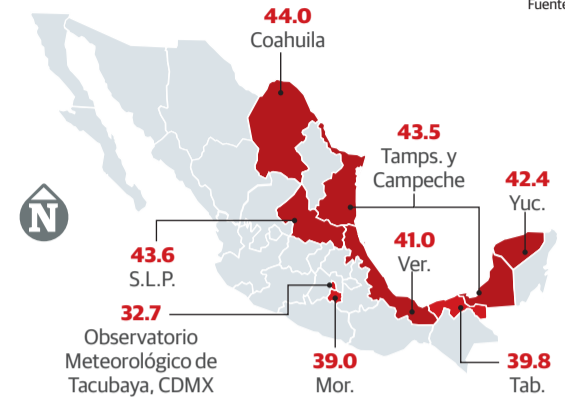 Fuente
44.0
Coahuila
43.5
Tamps. y
Campeche
42.4
Yuc.
N
43.6
S.L.P.
41.0
Ver.
32.7
Observatorio
Meteorológico de
Tacubaya, CDMX
39.0
Mor.
39.8
Tab.